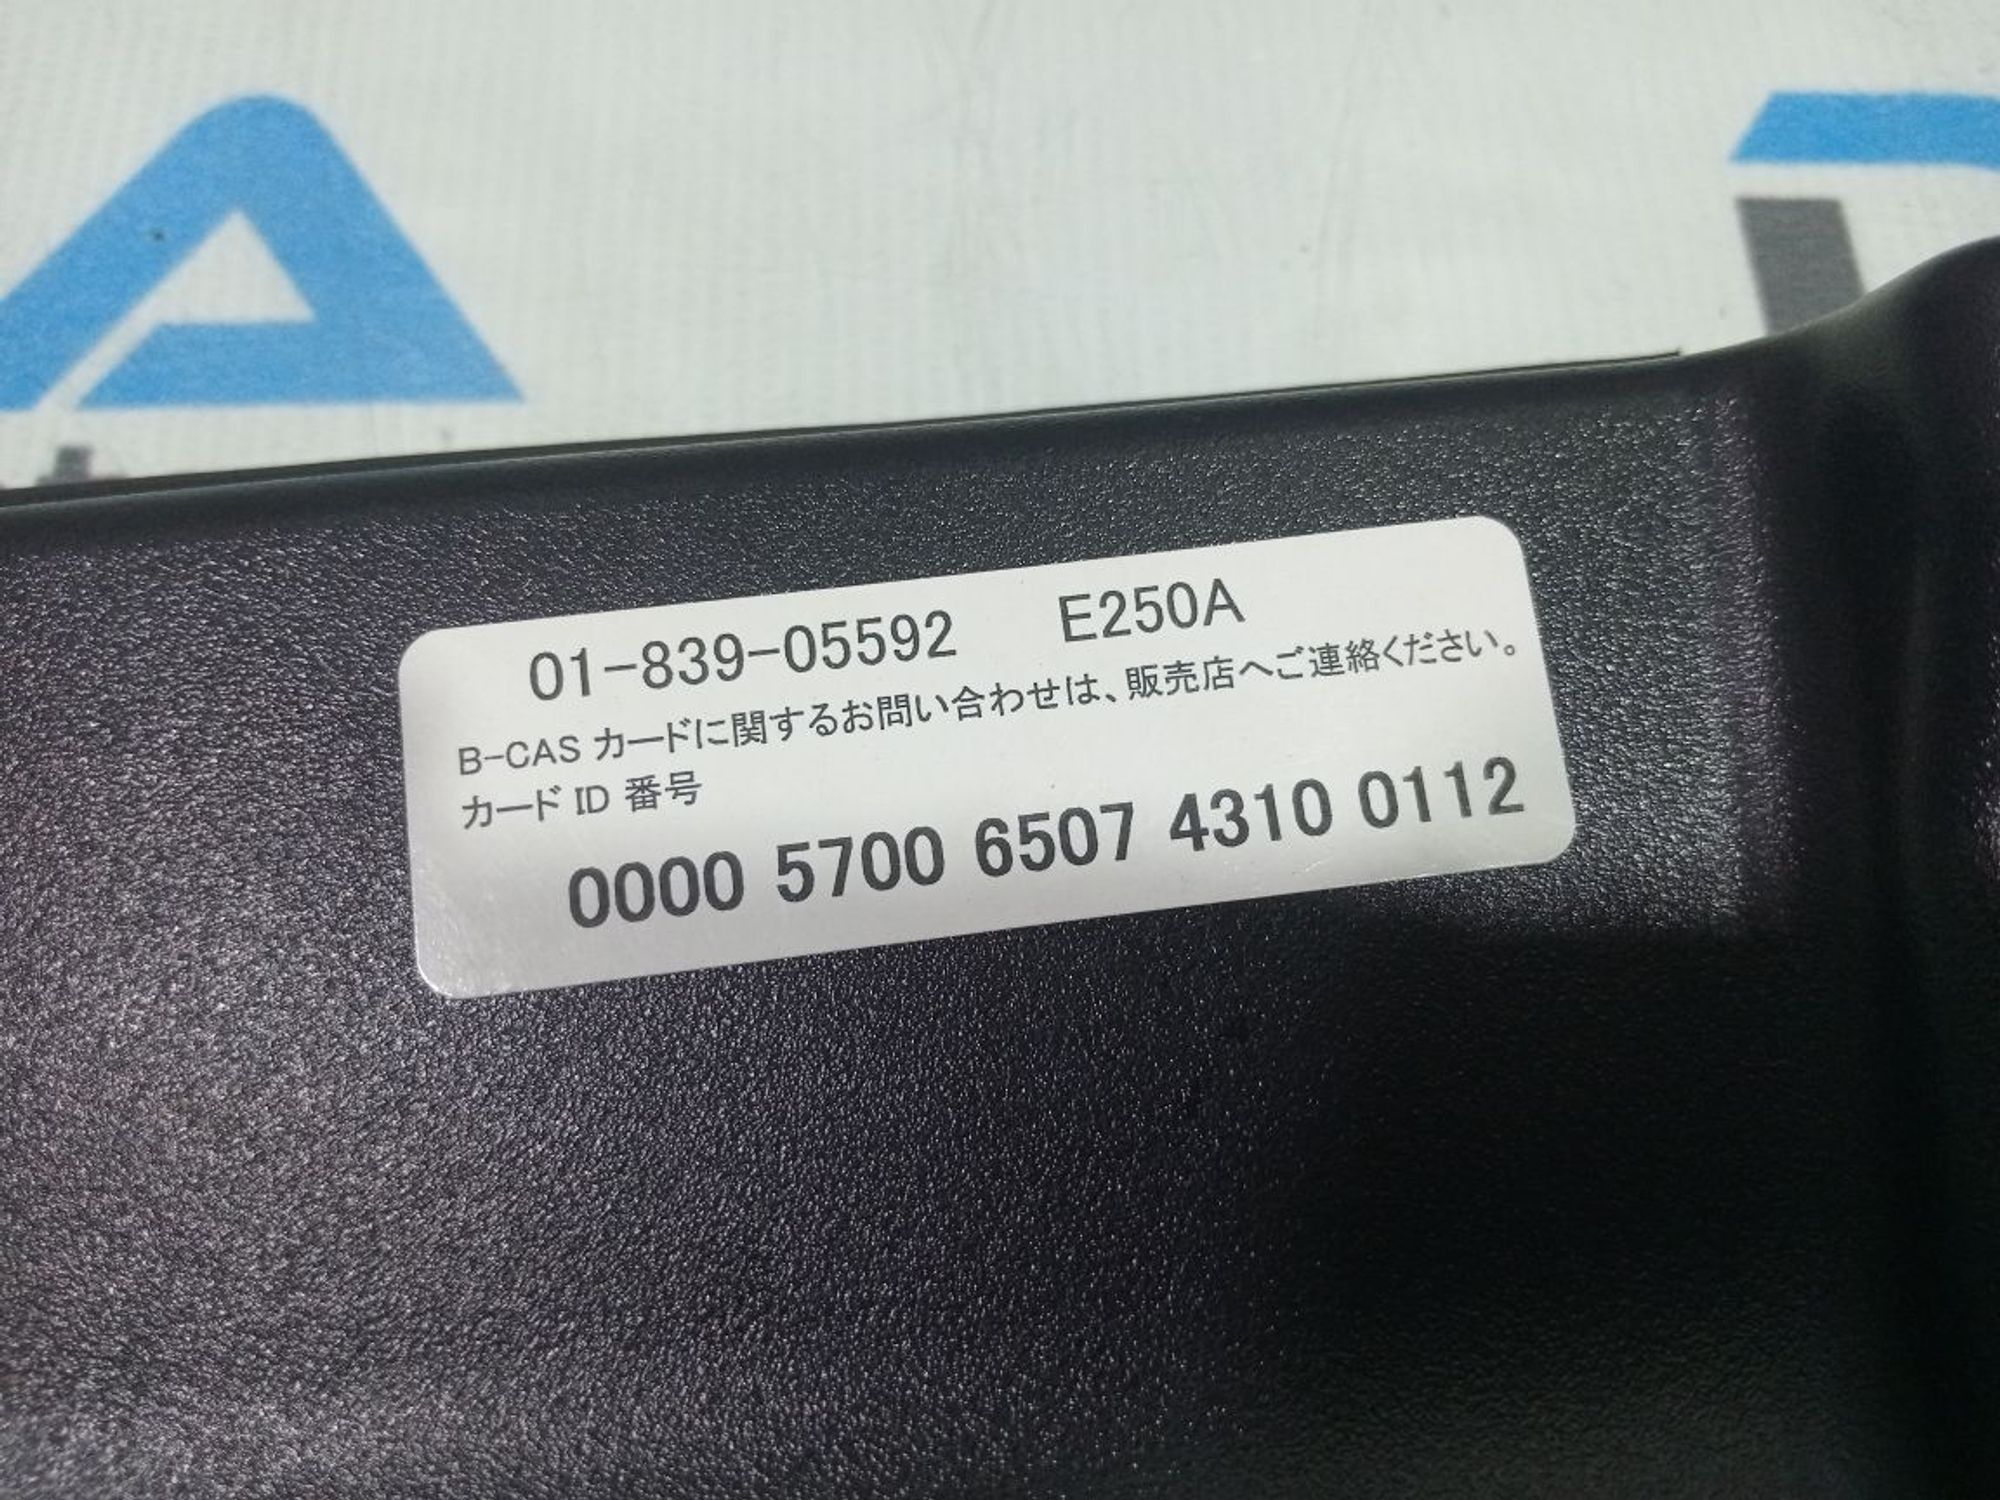 01-839-05592 E250A
B-CAS カードに関するお問い合わせは、販売店へご連絡ください。
カード ID 番号
0000 5700 6507 4310 0112